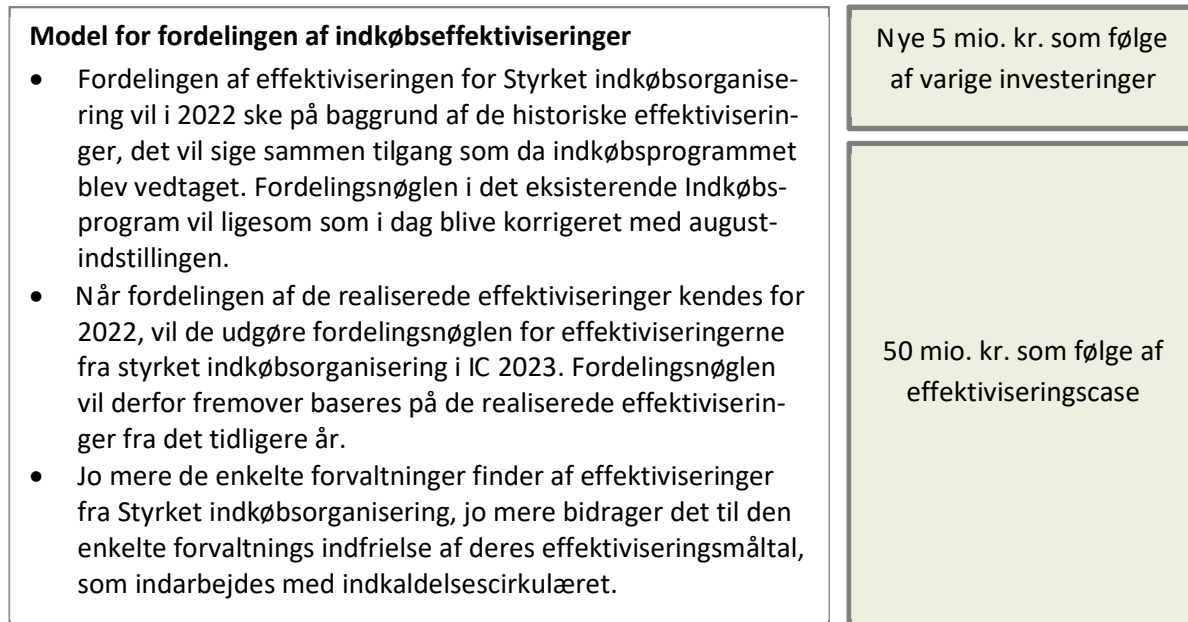 Model for fordelingen af indkøbseffektiviseringer
• Fordelingen af effektiviseringen for Styrket indkøbsorganise-
ring vil i 2022 ske på baggrund af de historiske effektiviserin-
ger, det vil sige sammen tilgang som da indkøbsprogrammet
blev vedtaget. Fordelingsnøglen i det eksisterende Indkøbs-
program vil ligesom som i dag blive korrigeret med august-
indstillingen.
• Når fordelingen af de realiserede effektiviseringer kendes for
2022, vil de udgøre fordelingsnøglen for effektiviseringerne
fra styrket indkøbsorganisering i IC 2023. Fordelingsnøglen
vil derfor fremover baseres på de realiserede effektiviserin-
ger fra det tidligere år.
• Jo mere de enkelte forvaltninger finder af effektiviseringer
fra Styrket indkøbsorganisering, jo mere bidrager det til den
enkelte forvaltnings indfrielse af deres effektiviseringsmåltal,
som indarbejdes med indkaldelsescirkulæret.
Nye 5 mio. kr. som følge
af varige investeringer
50 mio. kr. som følge af
effektiviseringscase